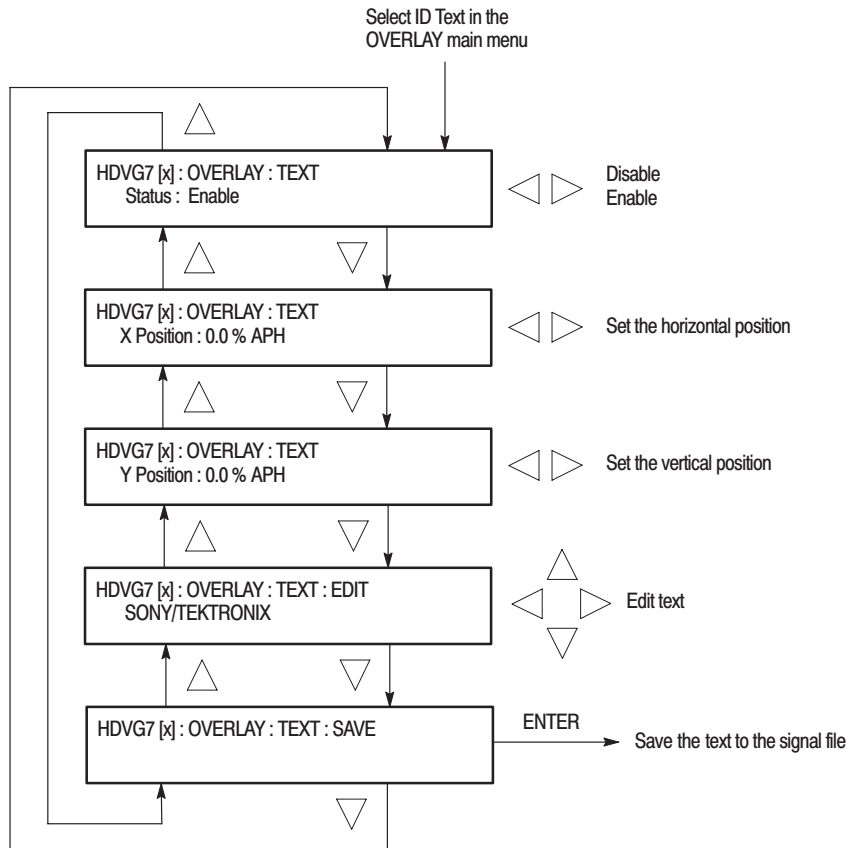 Select ID Text in the
OVERLAY main menu
HDVG7 [x] : OVERLAY : TEXT
Status : Enable
Disable
Enable
HDVG7 [x] : OVERLAY : TEXT
X Position : 0.0 % APH
Set the horizontal position
HDVG7 [x] : OVERLAY : TEXT
Y Position : 0.0 % APH
Set the vertical position
HDVG7 [x] : OVERLAY : TEXT : EDIT
SONY/TEKTRONIX
Edit text
HDVG7 [x] : OVERLAY : TEXT : SAVE
ENTER
Save the text to the signal file